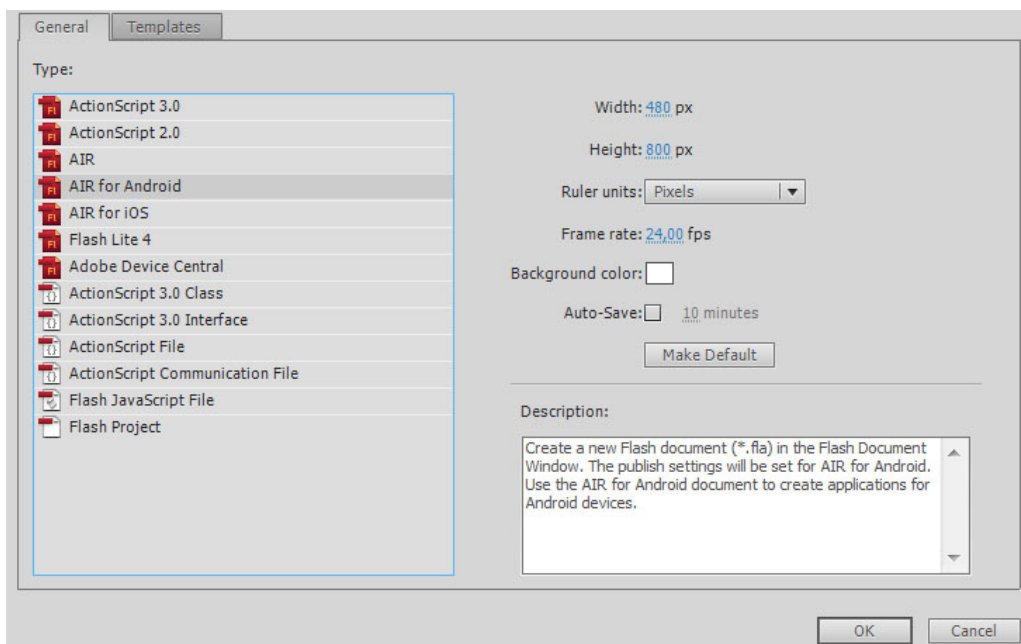 General
Templates
Type:
ActionScript 3.0
ActionScript 2.0
AIR
AIR for Android
AIR for iOS
Flash Lite 4
Adobe Device Central
ActionScript 3.0 Class
ActionScript 3.0 Interface
ActionScript File
ActionScript Communication File
Flash JavaScript File
Flash Project
Width: 480 px
Height: 800 px
Ruler units: Pixels
Frame rate: 24,00 fps
Background color:
Auto-Save: 10 minutes
Make Default
Description:
Create a new Flash document (*.fla) in the Flash Document
Window. The publish settings will be set for AIR for Android.
Use the AIR for Android document to create applications for
Android devices.
OK
Cancel